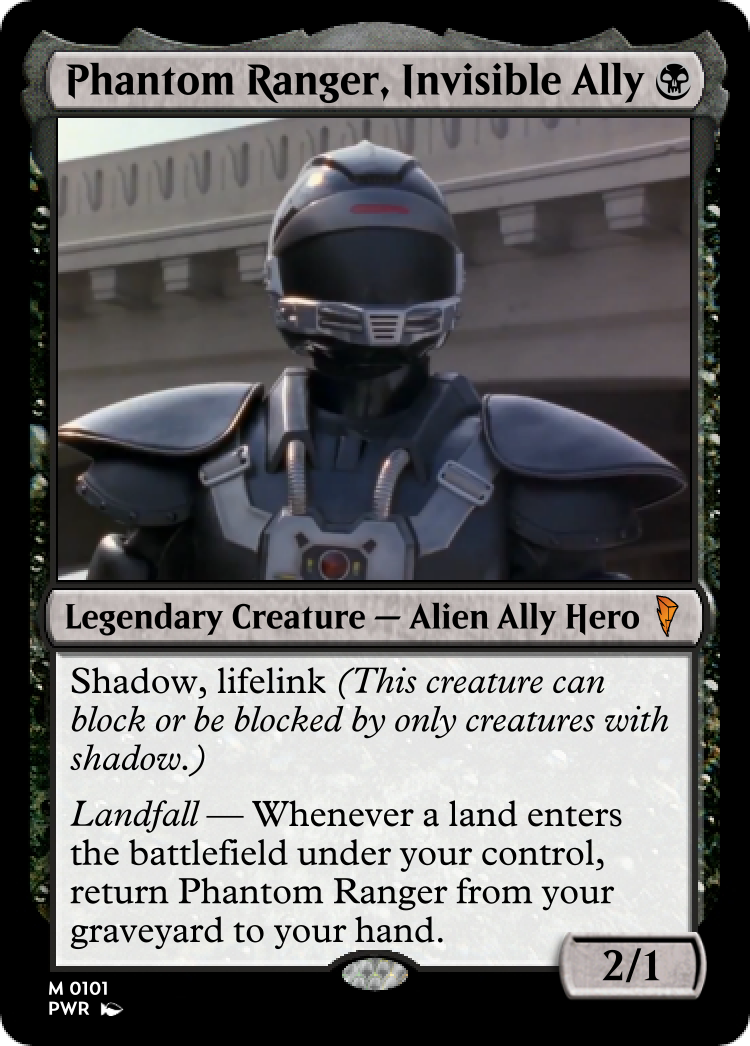 Phantom Ranger, Invisible Ally
Legendary Creature — Alien Ally Hero
Shadow, lifelink (This creature can
block or be blocked by only creatures with
shadow.)
Landfall — Whenever a land enters
the battlefield under your control,
return Phantom Ranger from your
graveyard to your hand.
2/1
M 0101
PWR